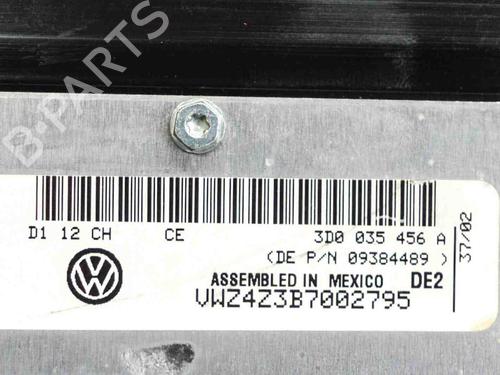 B-PARTS
D1 12 CH CE 3D0 035 456 A
(DE P/N 09384489 )
37/02
ASSEMBLED IN MEXICO DE2
VWZ4Z3B7002795